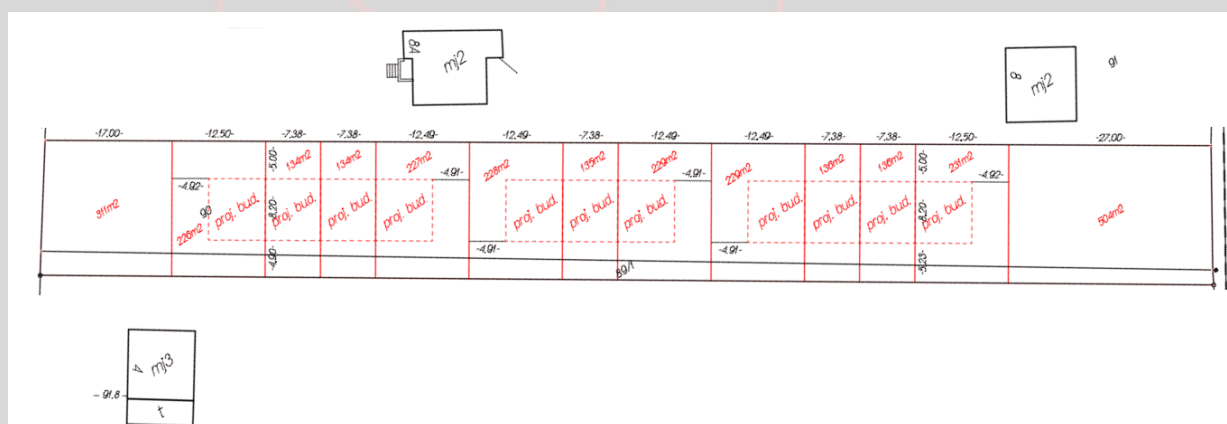 8A
mj2
8
mj2
91
-17.00-
-12.50-
-7.38-
-7.38-
-12.49-
-12.49-
-7.38-
-12.49-
-12.49-
-7.38-
-7.38-
-12.50-
-27.00-
-5.00-
134m2
134m2
227m2
228m2
135m2
229m2
229m2
136m2
136m2
-5.00-
231m2
-4.92-
-4.91-
-4.91-
-4.92-
311m2
226m2
90
proj. bud.
-8.20-
proj. bud.
proj. bud.
proj. bud.
proj. bud.
proj. bud.
proj. bud.
proj. bud.
proj. bud.
proj. bud.
proj. bud.
-8.20-
504m2
-4.90-
-4.91-
-4.91-
-5.23-
89/1
4
mj3
-91.8-
t